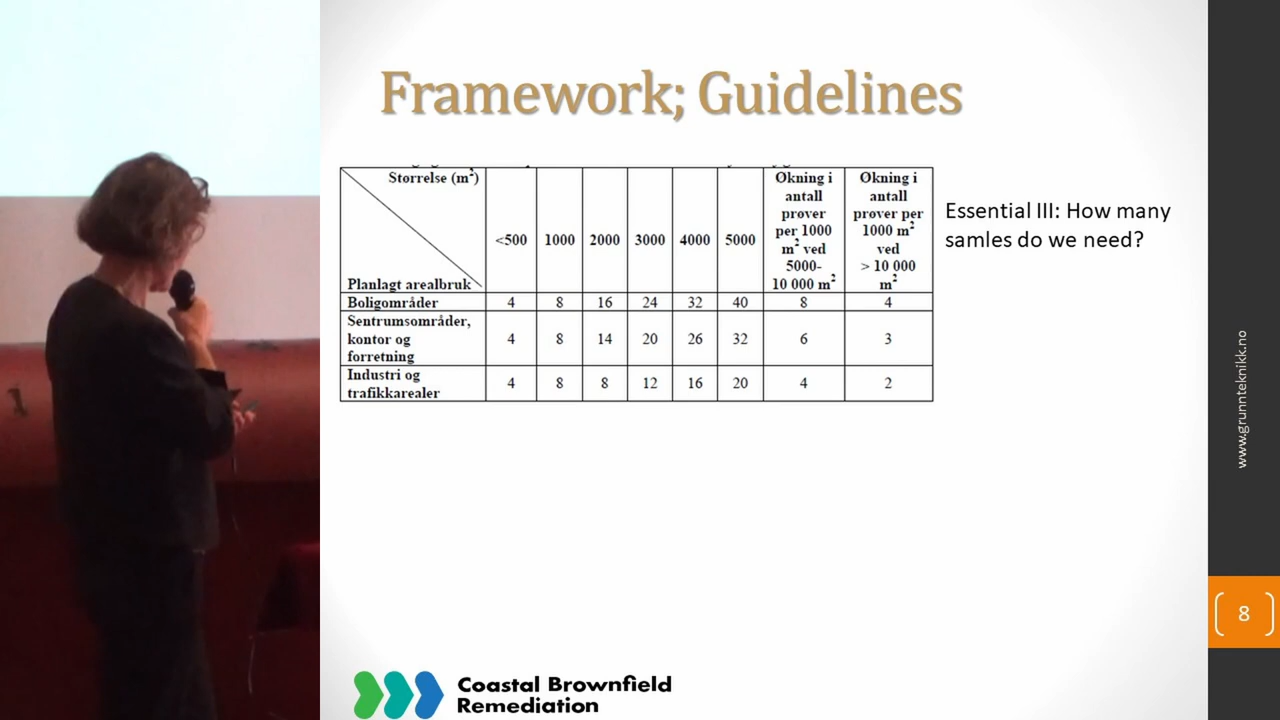 Framework; Guidelines
Størrelse (m²)
Planlagt arealbruk
<500 1000 2000 3000 4000 5000
Økning i
antall
prøver
per 1000
m² ved
5000-
10 000 m²
Økning i
antall
prøver per
1000 m²
ved
> 10 000
m²
Boligområder 4 8 16 24 32 40 8 4
Sentrumsområder,
kontor og
forretning
4 8 14 20 26 32 6 3
Industri og
trafikkarealer
4 8 8 12 16 20 4 2
Essential III: How many
samles do we need?
www.grunnteknikk.no
8
Coastal Brownfield
Remediation